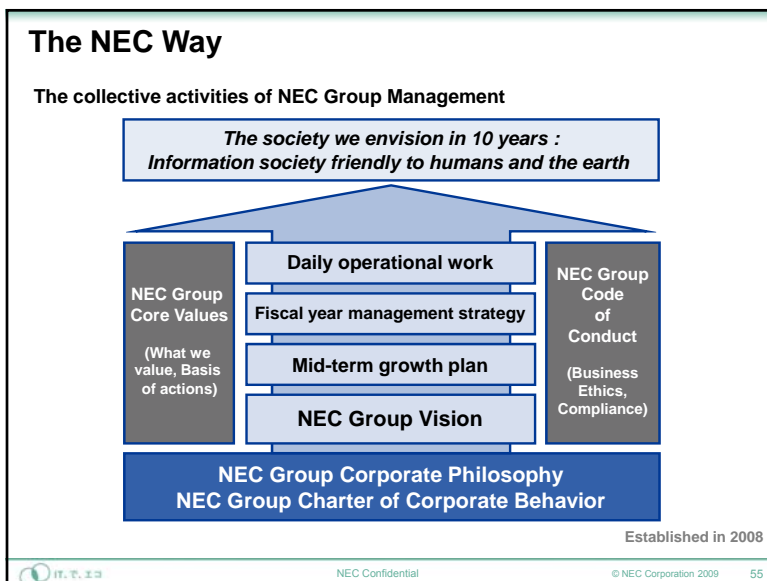 The NEC Way
The collective activities of NEC Group Management
The society we envision in 10 years :
Information society friendly to humans and the earth
Daily operational work
Fiscal year management strategy
Mid-term growth plan
NEC Group Vision
NEC Group
Core Values
(What we
value, Basis
of actions)
NEC Group
Code
of
Conduct
(Business
Ethics,
Compliance)
NEC Group Corporate Philosophy
NEC Group Charter of Corporate Behavior
Established in 2008
IT、で、エコ
NEC Confidential
© NEC Corporation 2009
55